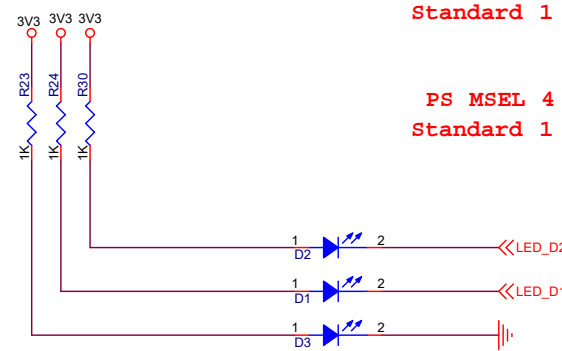 Standard 1
3V3 3V3 3V3
R23 R24 R30
PS MSEL 4
Standard 1
1K 1K 1K
1 2
D2 LED_D2
1 2
D1 LED_D1
1 2
D3